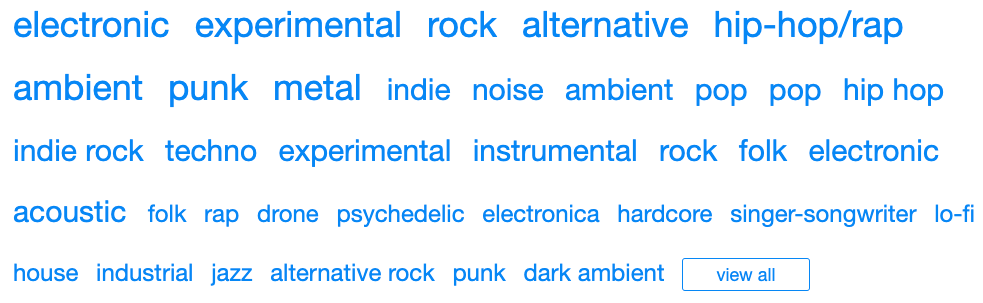 electronic experimental rock alternative hip-hop/rap
ambient punk metal indie noise ambient pop pop hip hop
indie rock techno experimental instrumental rock folk electronic
acoustic folk rap drone psychedelic electronica hardcore singer-songwriter lo-fi
house industrial jazz alternative rock punk dark ambient view all